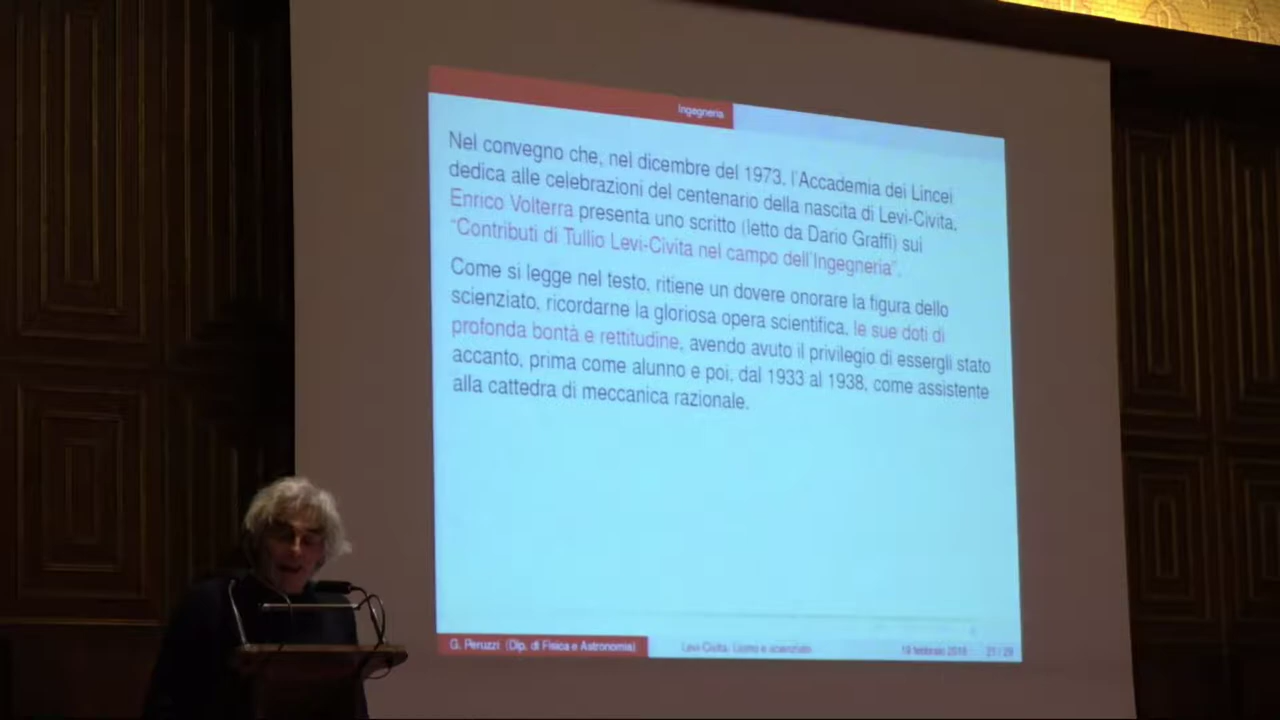 Ingegneria
Nel convegno che, nel dicembre del 1973, l'Accademia dei Lincei
dedica alle celebrazioni del centenario della nascita di Levi-Civita,
Enrico Volterra presenta uno scritto (letto da Dario Graffi) sui
“Contributi di Tullio Levi-Civita nel campo dell'Ingegneria”.
Come si legge nel testo, ritiene un dovere onorare la figura dello
scienziato, ricordarne la gloriosa opera scientifica, le sue doti di
profonda bontà e rettitudine, avendo avuto il privilegio di essergli stato
accanto, prima come alunno e poi, dal 1933 al 1938, come assistente
alla cattedra di meccanica razionale.
G. Peruzzi (Dip. di Fisica e Astronomia)
Levi-Civita: Uomo e scienziato
febbraio 21 / 29